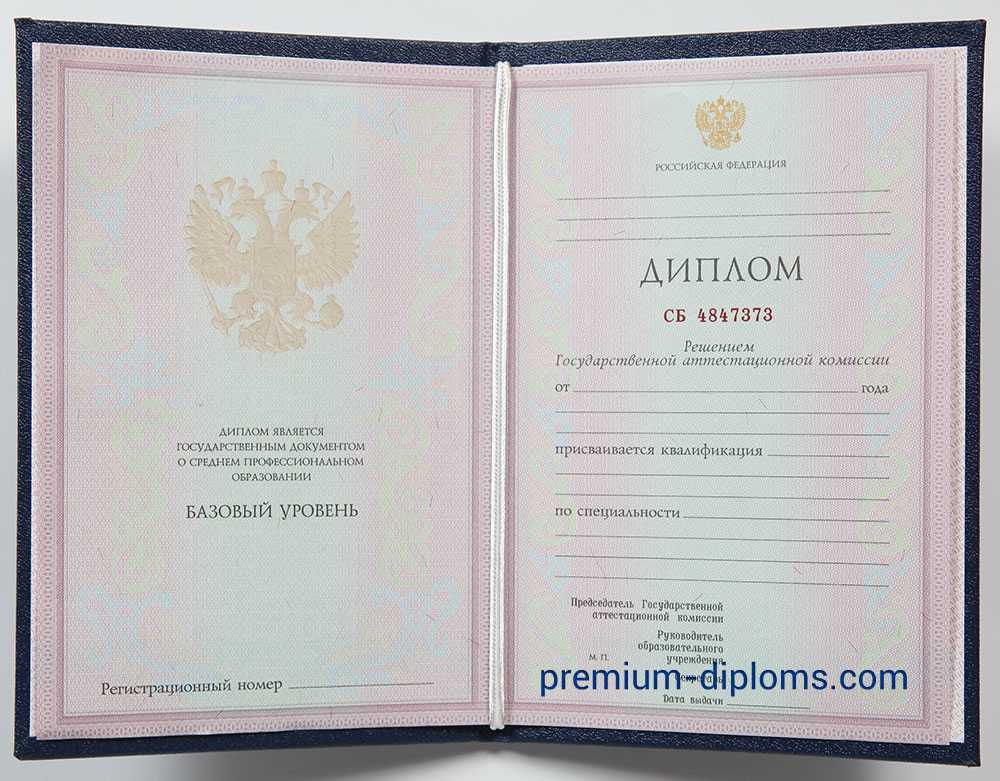 ДИПЛОМ ЯВЛЯЕТСЯ
ГОСУДАРСТВЕННЫМ ДОКУМЕНТОМ
О СРЕДНЕМ ПРОФЕССИОНАЛЬНОМ
ОБРАЗОВАНИИ
БАЗОВЫЙ УРОВЕНЬ
Регистрационный номер
РОССИЙСКАЯ ФЕДЕРАЦИЯ
ДИПЛОМ
СБ 4847373
Решением
Государственной аттестационной комиссии
от года
присваивается квалификация
по специальности
Председатель Государственной
аттестационной комиссии
Руководитель
образовательного
М. П. учреждения
Секретарь
premium-diploms.com
Дата выдачи